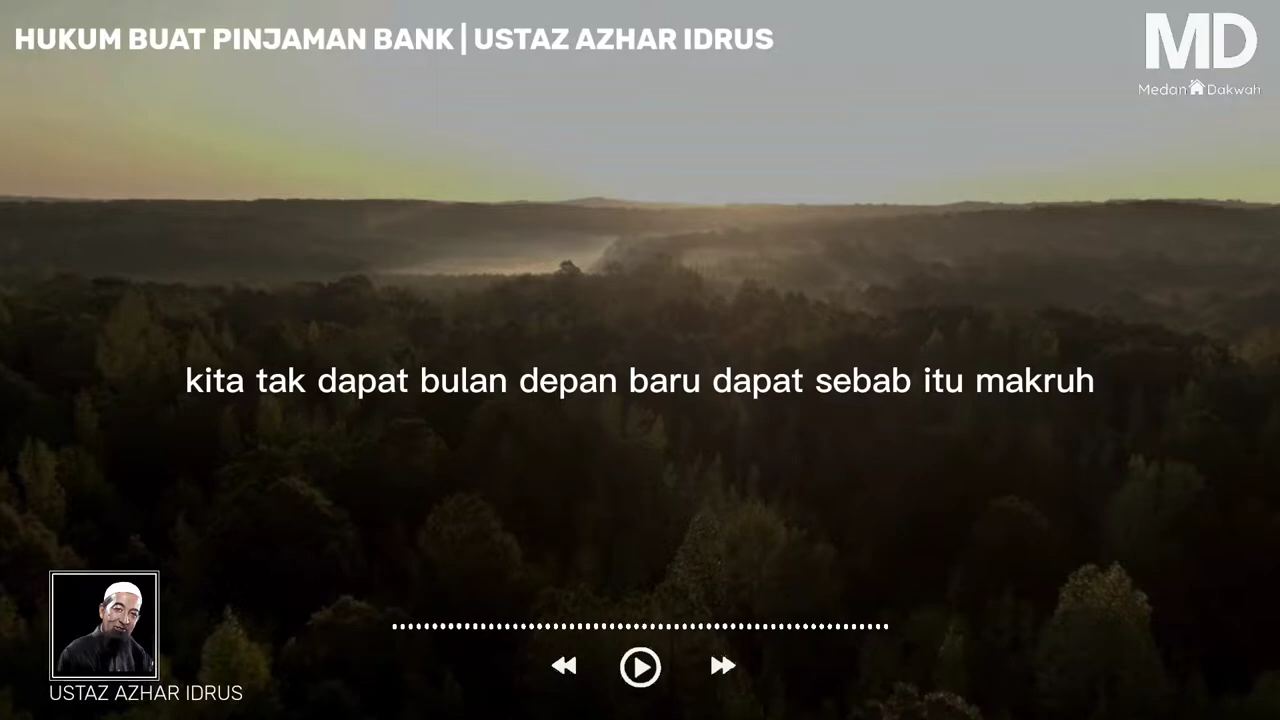 HUKUM BUAT PINJAMAN BANK | USTAZ AZHAR IDRUS
MD
Medan Dakwah
kita tak dapat bulan depan baru dapat sebab itu makruh
USTAZ AZHAR IDRUS